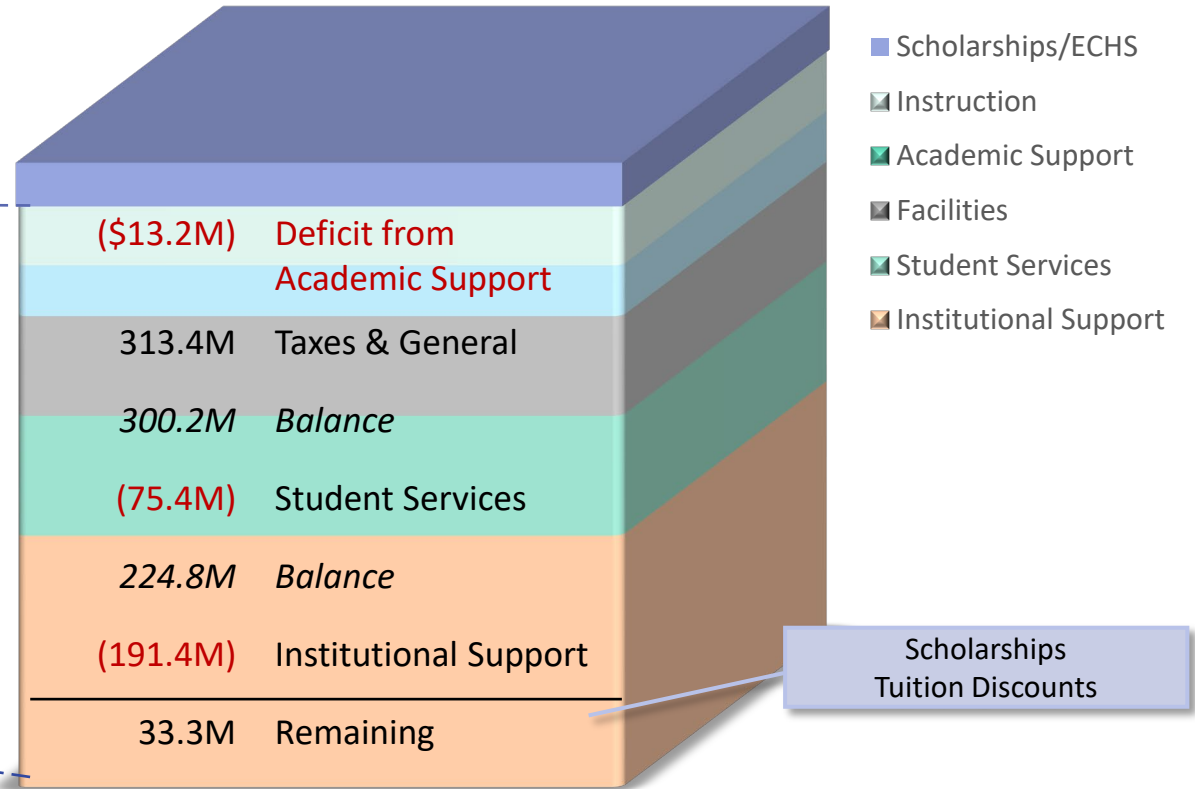 ($13.2M) Deficit from
Academic Support
313.4M Taxes & General
300.2M Balance
(75.4M) Student Services
224.8M Balance
(191.4M) Institutional Support
33.3M Remaining
Scholarships/ECHS
Instruction
Academic Support
Facilities
Student Services
Institutional Support
Scholarships
Tuition Discounts